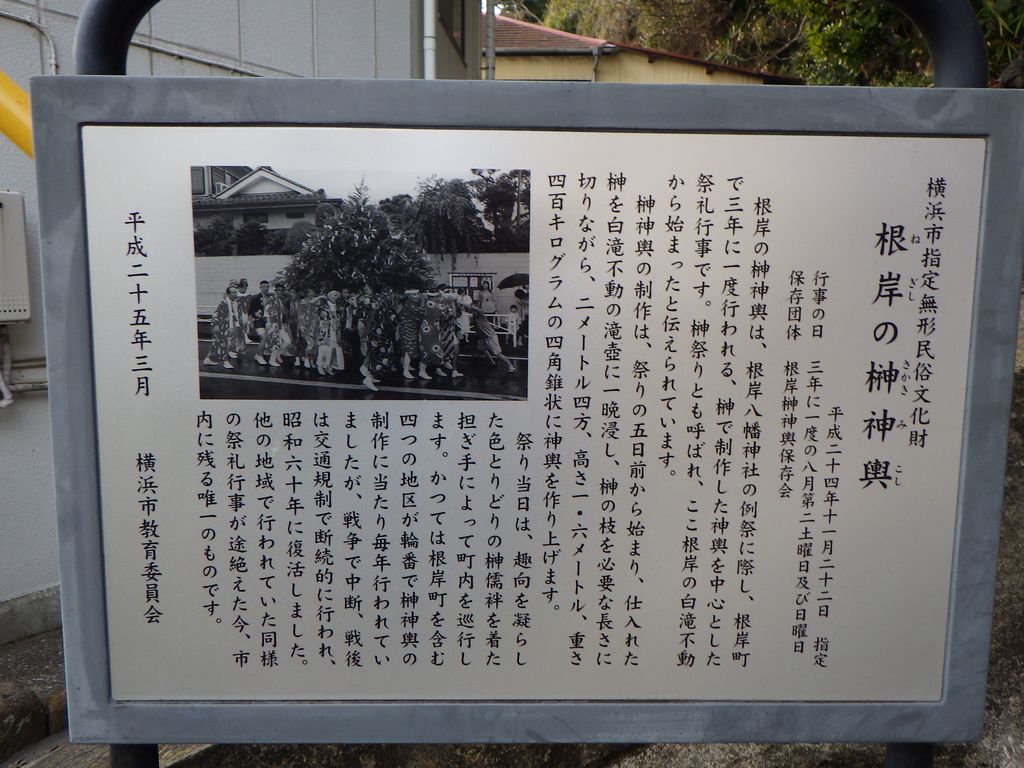 横浜市指定無形民俗文化財
根岸の榊神輿
ねぎし
さかきみこし
平成二十四年十一月二十二日　指定
行事の日　三年に一度の八月第二土曜日及び日曜日
保存団体　根岸榊神輿保存会
根岸の榊神輿は、根岸八幡神社の例祭に際し、根岸町
で三年に一度行われる、榊で制作した神輿を中心とした
祭礼行事です。榊祭りとも呼ばれ、ここ根岸の白滝不動
から始まったと伝えられています。
榊神輿の制作は、祭りの五日前から始まり、仕入れた
榊を白滝不動の滝壺に一晩浸し、榊の枝を必要な長さに
切りながら、二メートル四方、高さ一・六メートル、重さ
四百キログラムの四角錐状に神輿を作り上げます。
祭り当日は、趣向を凝らし
た色とりどりの榊儒袢を着た
担ぎ手によって町内を巡行し
ます。かつては根岸町を含む
四つの地区が輪番で榊神輿の
制作に当たり毎年行われてい
ましたが、戦争で中断、戦後
は交通規制で断続的に行われ、
昭和六十年に復活しました。
他の地域で行われていた同様
の祭礼行事が途絶えた今、市
内に残る唯一のものです。
平成二十五年三月　横浜市教育委員会